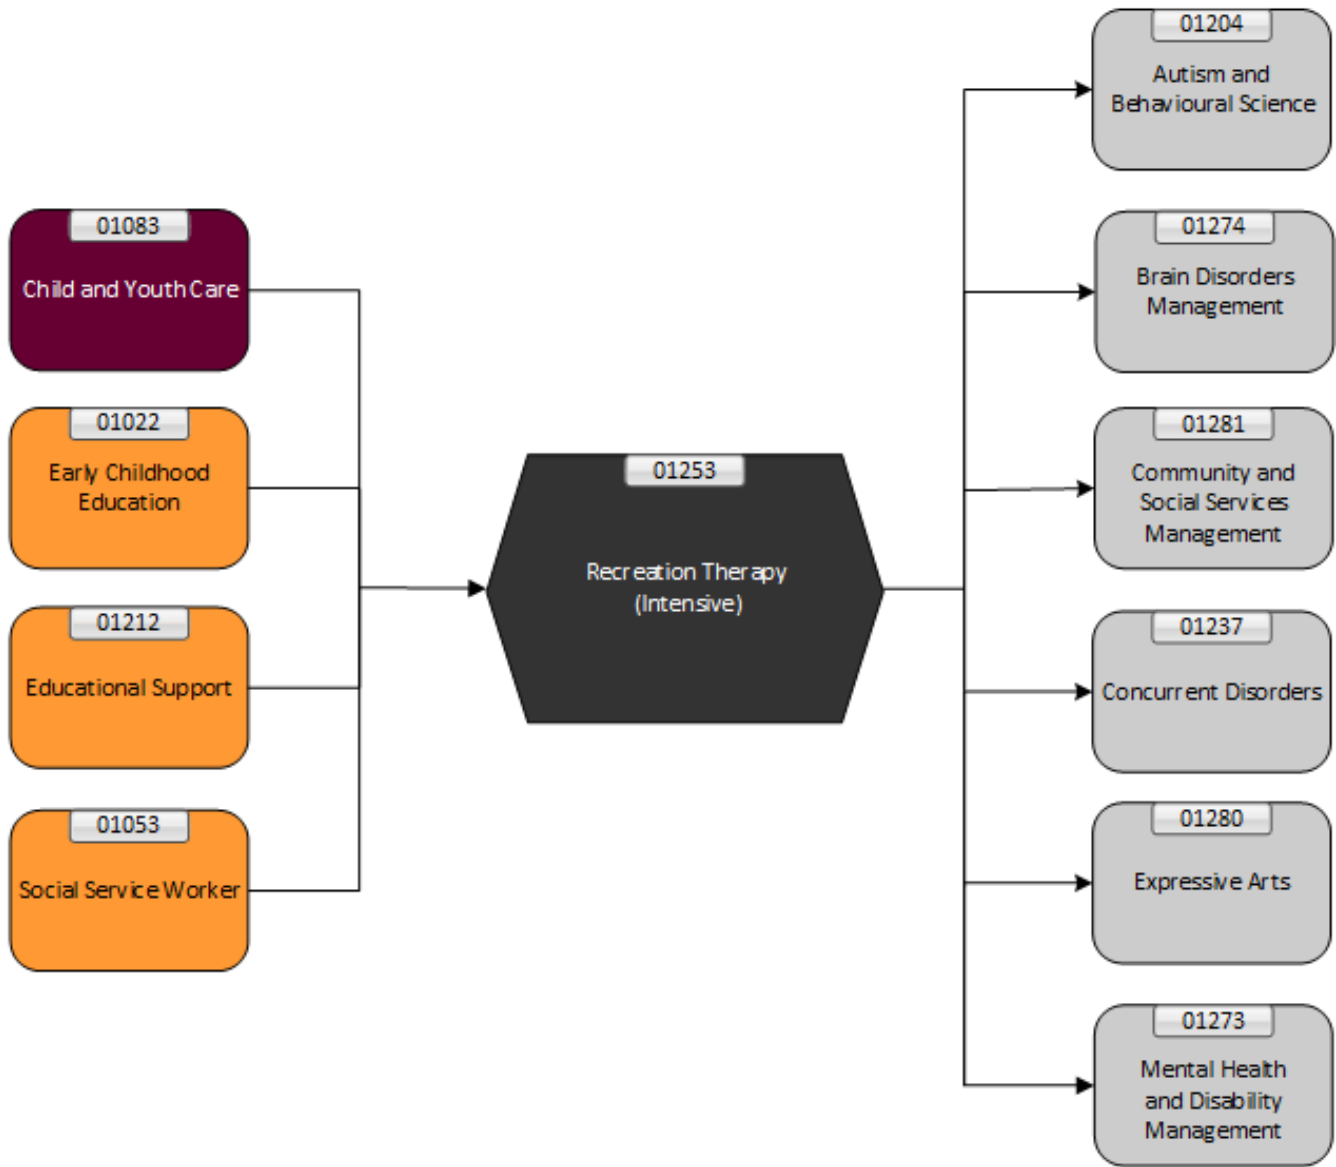 01083
Child and Youth Care
01022
Early Childhood
Education
01212
Educational Support
01053
Social Service Worker
01253
Recreation Therapy
(Intensive)
01204
Autism and
Behavioural Science
01274
Brain Disorders
Management
01281
Community and
Social Services
Management
01237
Concurrent Disorders
01280
Expressive Arts
01273
Mental Health
and Disability
Management